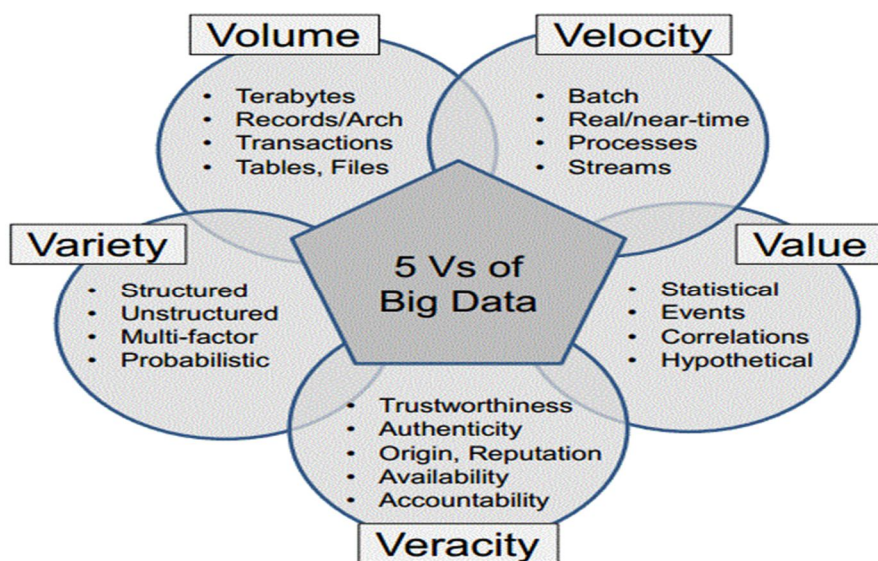 Volume
• Terabytes
• Records/Arch
• Transactions
• Tables, Files
Velocity
• Batch
• Real/near-time
• Processes
• Streams
Variety
• Structured
• Unstructured
• Multi-factor
• Probabilistic
5 Vs of
Big Data
Value
• Statistical
• Events
• Correlations
• Hypothetical
• Trustworthiness
• Authenticity
• Origin, Reputation
• Availability
• Accountability
Veracity